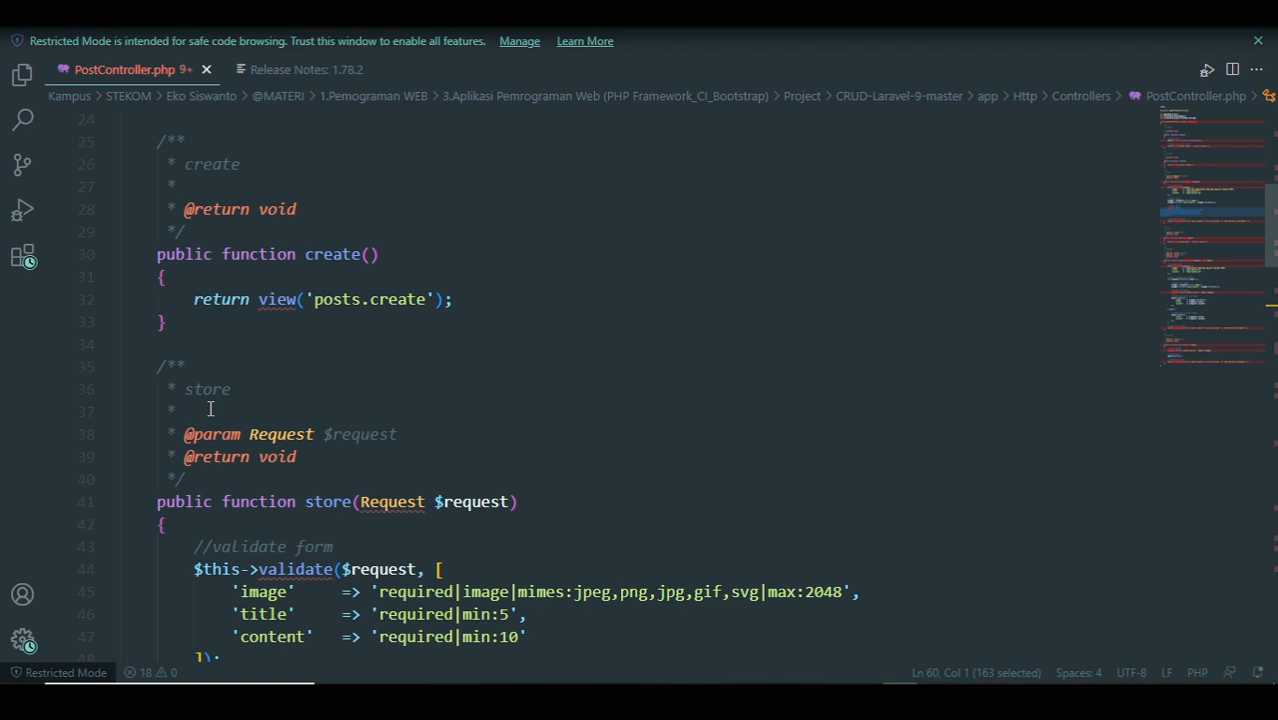 Restricted Mode is intended for safe code browsing. Trust this window to enable all features. Manage Learn More
PostController.php 9+ Release Notes: 1.78.2
Kampus > STEKOM > Eko Siswanto > @MATERI > 1.Pemograman WEB > 3.Aplikasi Pemrograman Web (PHP Framework_CI_Bootstrap) > Project > CRUD-Laravel-9-master > app > Http > Controllers > PostController.php >
24
25 /**
26 * create
27 *
28 * @return void
29 */
30 public function create()
31 {
32 return view('posts.create');
33 }
34
35 /**
36 * store
37 *
38 * @param Request $request
39 * @return void
40 */
41 public function store(Request $request)
42 {
43 //validate form
44 $this->validate($request, [
45 'image' => 'required|image|mimes:jpeg,png,jpg,gif,svg|max:2048',
46 'title' => 'required|min:5',
47 'content' => 'required|min:10'
48 ]);
Restricted Mode 18 0 Ln 60, Col 1 (163 selected) Spaces: 4 UTF-8 LF PHP